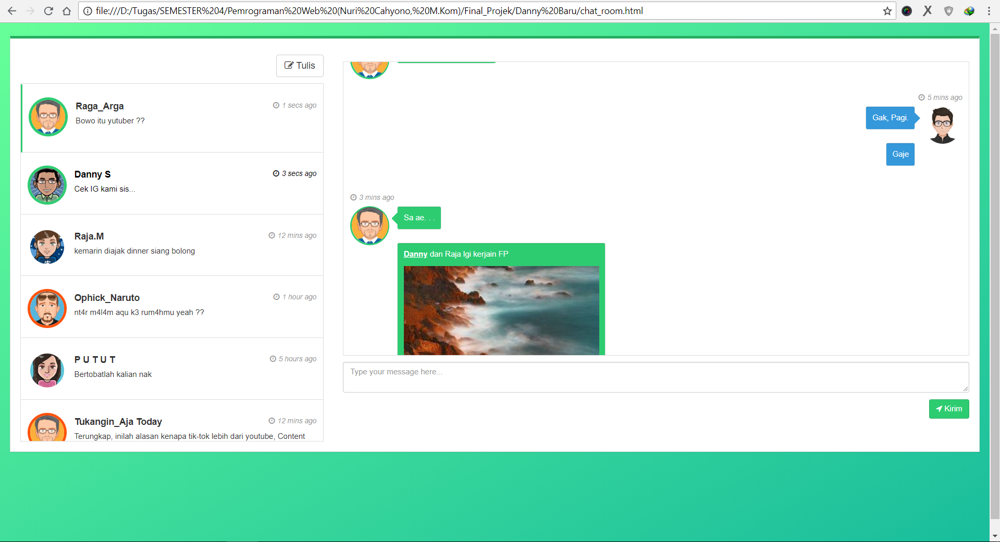 file:///D:/Tugas/SEMESTER%204/Pemrograman%20Web%20(Nuri%20Cahyono,%20M.Kom)/Final_Projek/Danny%20Baru/chat_room.html
Tulis
Raga_Arga
1 secs ago
Bowo itu yutuber ??
Danny S
3 secs ago
Cek IG kami sis...
Raja.M
12 mins ago
kemarin diajak dinner siang bolong
Ophick_Naruto
1 hour ago
nt4r m4l4m aqu k3 rum4hmu yeah ??
P U T U T
5 hours ago
Bertobatlah kalian nak
Tukangin_Aja Today
12 mins ago
Terungkap, inilah alasan kenapa tik-tok lebih dari youtube, Content
5 mins ago
Gak, Pagi.
Gaje
3 mins ago
Sa ae. . .
Danny dan Raja lgi kerjain FP
Type your message here...
Kirim